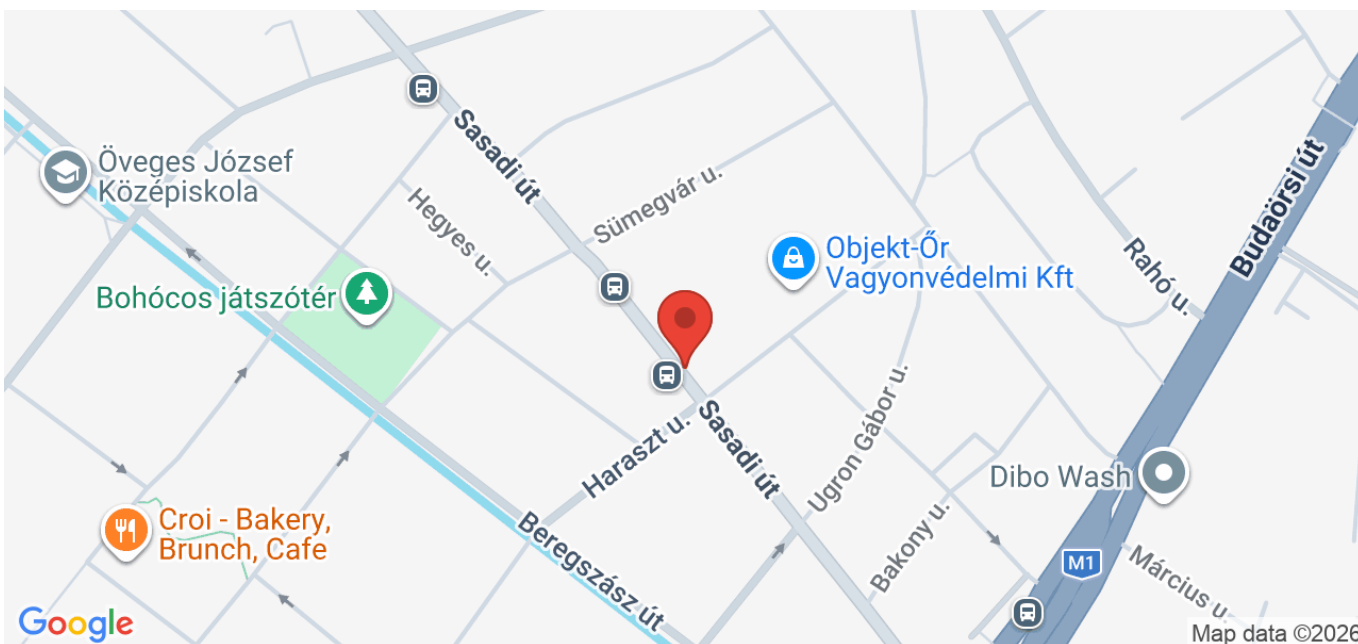 Sasadi út
Öveges József
Középiskola
Hegyes u.
Sümegvár u.
Budaörsi út
Objekt-Őr
Vagyonvédelmi Kft
Rahó u.
Bohócos játszótér
Sasadi út
Haraszt u.
Ugron Gábor u.
Dibo Wash
Croi - Bakery,
Brunch, Cafe
Beregszász út
Bakony u.
M1
Március u.
Google
Map data ©2026